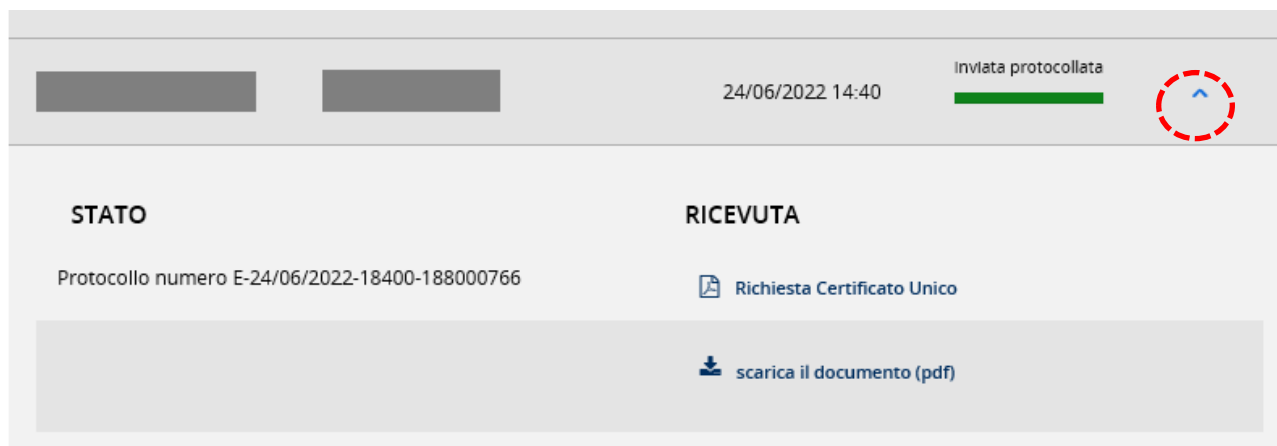 Inviata protocollata
24/06/2022 14:40
STATO
RICEVUTA
Protocollo numero E-24/06/2022-18400-188000766
Richiesta Certificato Unico
scarica il documento (pdf)